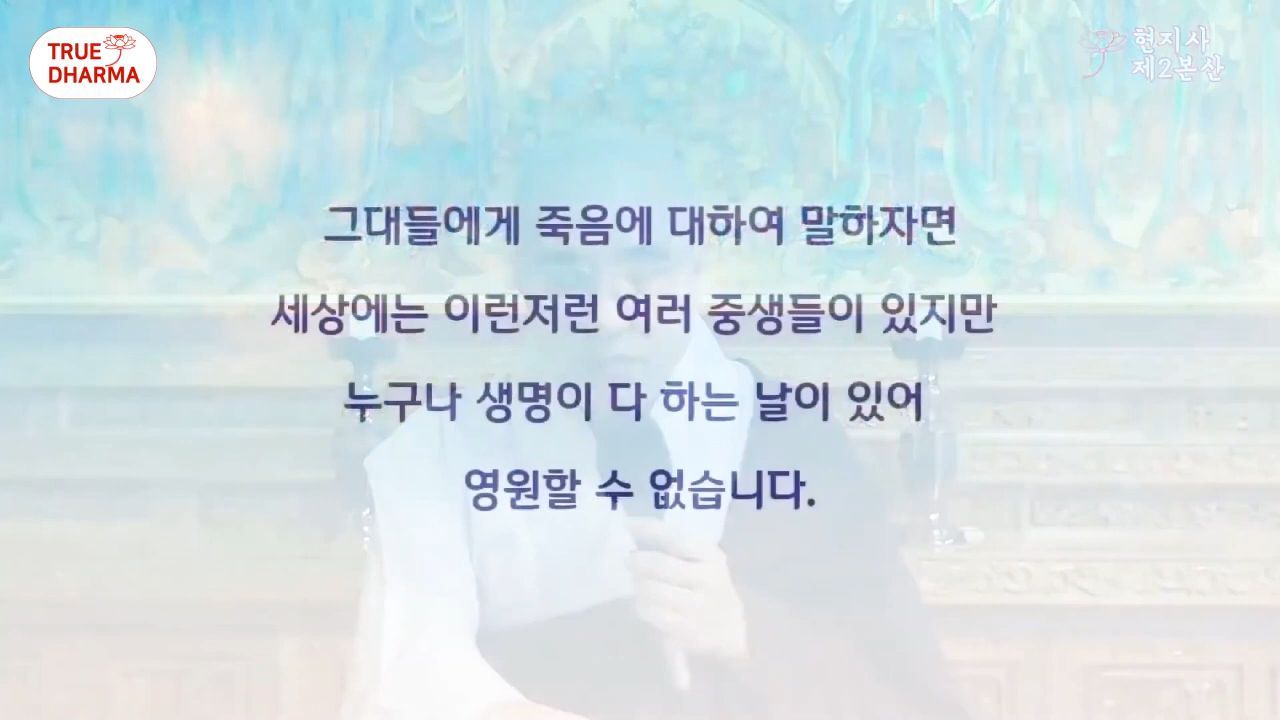 TRUE
DHARMA
현지사
제2본산
그대들에게 죽음에 대하여 말하자면
세상에는 이런저런 여러 중생들이 있지만
누구나 생명이 다 하는 날이 있어
영원할 수 없습니다.